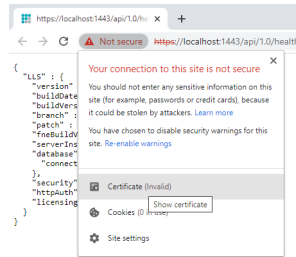 https://localhost:1443/api/1.0/he
Not secure https://localhost:1443/api/1.0/healt
{
"LLS" : {
"version"
"buildDate
"buildVers
"branch" :
"patch" :
"fneBuildV
"serverIns
"database"
"connect
},
"security"
"httpAuth"
"licensing
}
}
Your connection to this site is not secure
You should not enter any sensitive information on this
site (for example, passwords or credit cards), because
it could be stolen by attackers. Learn more
You have chosen to disable security warnings for this
site. Re-enable warnings
Certificate (Invalid)
Show certificate
Cookies (0 in use)
Site settings